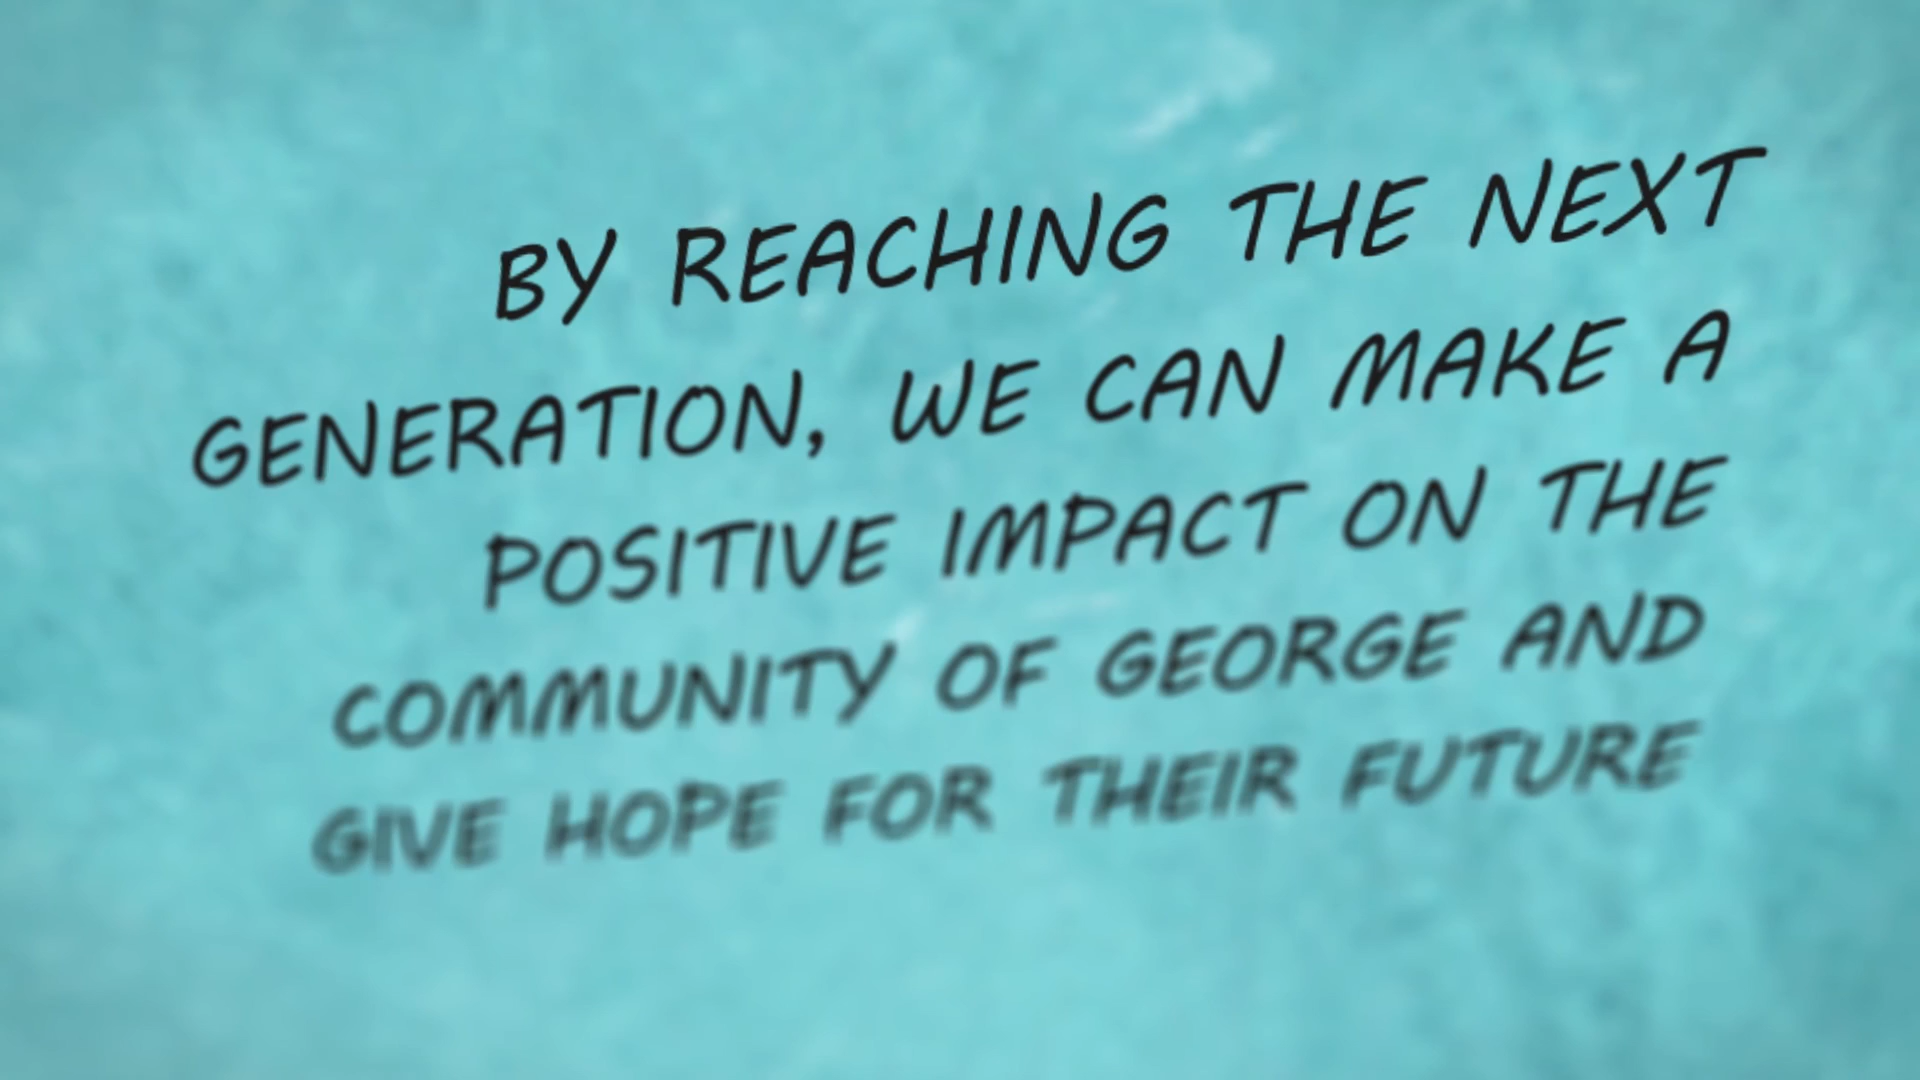 BY REACHING THE NEXT
GENERATION, WE CAN MAKE A
POSITIVE IMPACT ON THE
COMMUNITY OF GEORGE AND
GIVE HOPE FOR THEIR FUTURE